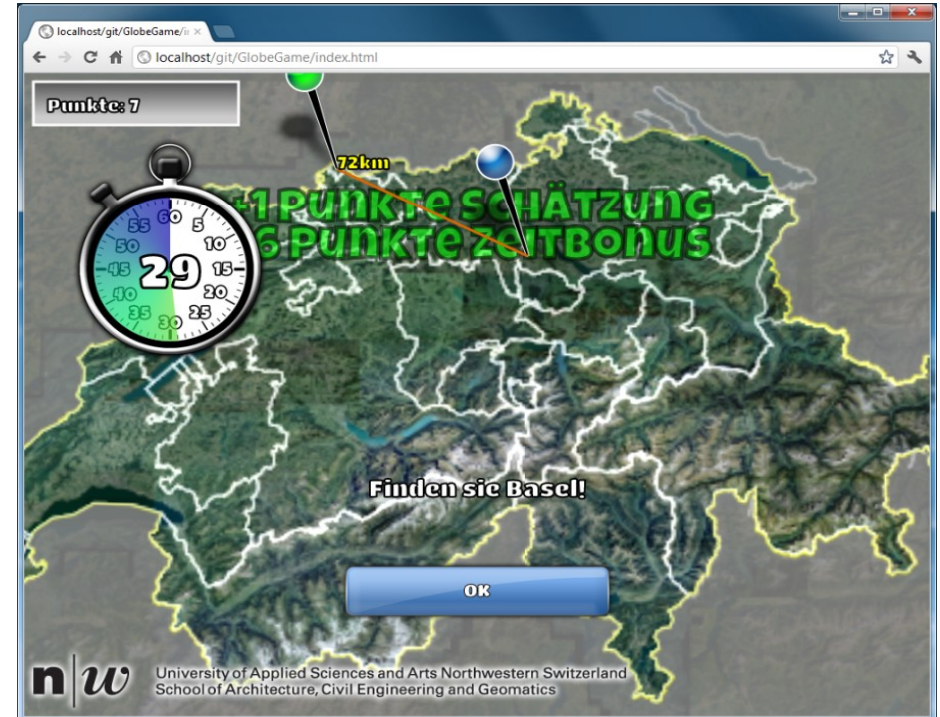 localhost/git/GlobeGame/i
localhost/git/GlobeGame/index.html
Punkte: 7
72km
+1 Punkte Schätzung
6 Punkte Zeitbonus
60
55
5
50
10
45
15
29
40
20
35
25
30
Finden sie Basel!
OK
n|w
University of Applied Sciences and Arts Northwestern Switzerland
School of Architecture, Civil Engineering and Geomatics